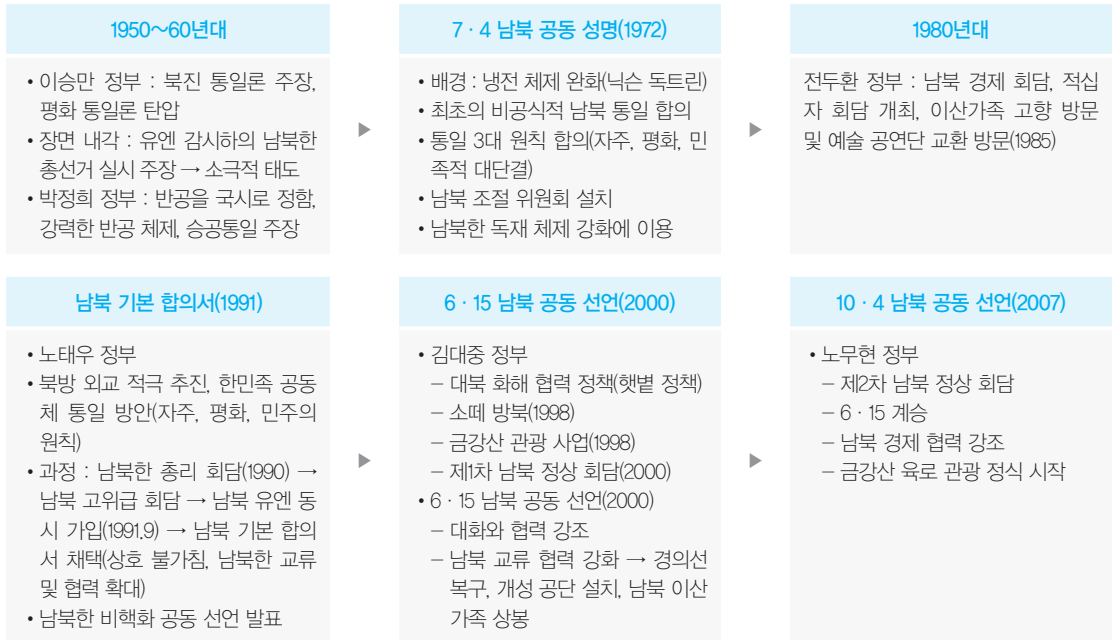 1950~60년대
• 이승만 정부 : 북진 통일론 주장,
평화 통일론 탄압
• 장면 내각 : 유엔 감시하의 남북한
총선거 실시 주장 → 소극적 태도
• 박정희 정부 : 반공을 국시로 정함,
강력한 반공 체제, 승공통일 주장
▶
7 · 4 남북 공동 성명(1972)
• 배경 : 냉전 체제 완화(닉슨 독트린)
• 최초의 비공식적 남북 통일 합의
• 통일 3대 원칙 합의(자주, 평화, 민
족적 대단결)
• 남북 조절 위원회 설치
• 남북한 독재 체제 강화에 이용
▶
1980년대
전두환 정부 : 남북 경제 회담, 적십
자 회담 개최, 이산가족 고향 방문
및 예술 공연단 교환 방문(1985)
남북 기본 합의서(1991)
• 노태우 정부
• 북방 외교 적극 추진, 한민족 공동
체 통일 방안(자주, 평화, 민주의
원칙)
• 과정 : 남북한 총리 회담(1990) →
남북 고위급 회담 → 남북 유엔 동
시 가입(1991.9) → 남북 기본 합의
서 채택(상호 불가침, 남북한 교류
및 협력 확대)
• 남북한 비핵화 공동 선언 발표
▶
6 · 15 남북 공동 선언(2000)
• 김대중 정부
– 대북 화해 협력 정책(햇볕 정책)
– 소떼 방북(1998)
– 금강산 관광 사업(1998)
– 제1차 남북 정상 회담(2000)
• 6 · 15 남북 공동 선언(2000)
– 대화와 협력 강조
– 남북 교류 협력 강화 → 경의선
복구, 개성 공단 설치, 남북 이산
가족 상봉
▶
10 · 4 남북 공동 선언(2007)
• 노무현 정부
– 제2차 남북 정상 회담
– 6 · 15 계승
– 남북 경제 협력 강조
– 금강산 육로 관광 정식 시작